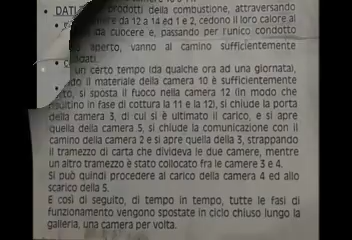 DATI prodotti della combustione, attraversando
da 12 a 14 ed 1 e 2, cedono il loro calore al
da cuocere e, passando per l'unico condotto
aperto, vanno al camino sufficientemente
un certo tempo (da qualche ora ad una giornata),
il materiale della camera 10 è sufficientemente
si sposta il fuoco nella camera 12 (in modo che
risultino in fase di cottura la 11 e la 12), si chiude la porta
della camera 3, di cui si è ultimato il carico, e si apre
quella della camera 5, si chiude la comunicazione con il
camino della camera 2 e si apre quella della 3, strappando
il tramezzo di carta che divideva le due camere, mentre
un altro tramezzo è stato collocato fra le camere 3 e 4.
Si può quindi procedere al carico della camera 4 ed allo
scarico della 5.
E così di seguito, di tempo in tempo, tutte le fasi di
funzionamento vengono spostate in ciclo chiuso lungo la
galleria, una camera per volta.